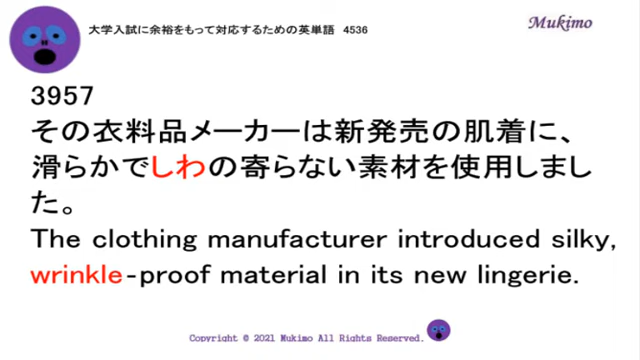 大学入試に余裕をもって対応するための英単語 4536
Mukimo
3957
その衣料品メーカーは新発売の肌着に、
滑らかでしわの寄らない素材を使用しまし
た。
The clothing manufacturer introduced silky,
wrinkle-proof material in its new lingerie.
Copyright © 2021 Mukimo All Rights Reserved.